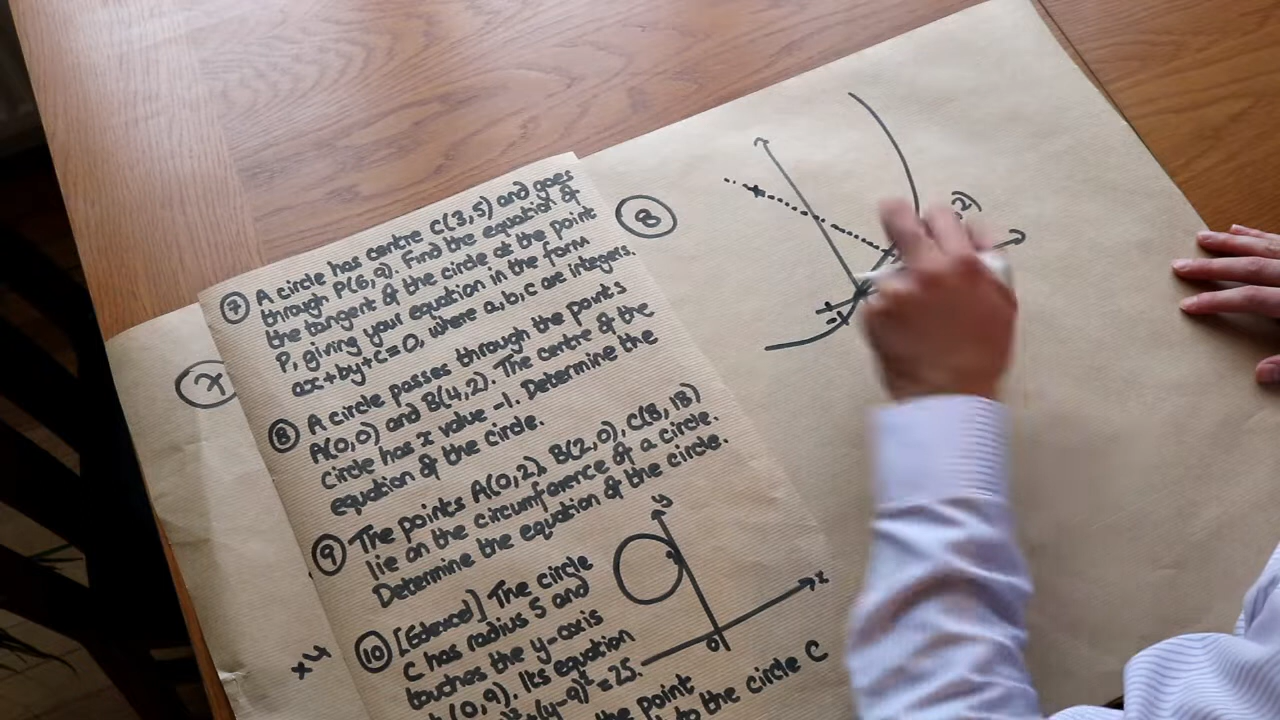 7 A circle has centre C(3,5) and goes
through P(6,9). Find the equation of
the tangent of the circle at the point
P, giving your equation in the form
ax+by+c=0, where a,b,c are integers.
8 A circle passes through the points
A(0,0) and B(4,2). The centre of the
circle has x value -1. Determine the
equation of the circle.
9 The points A(0,2), B(2,0), C(8,18)
lie on the circumference of a circle.
Determine the equation of the circle.
10 [Edexcel] The circle
C has radius 5 and
touches the y-axis
(0,9). Its equation
(y-9)²=25.
the point
to the circle C
y
x
0
7
8
-1
2)